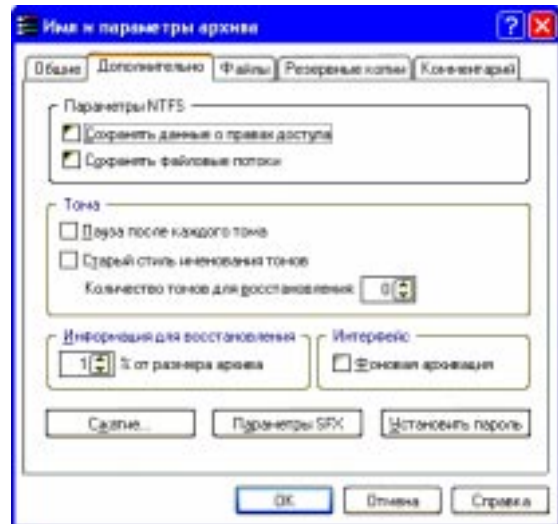 Имя и параметры архива
Общие Дополнительно Файлы Резервные копии Комментарий
Параметры NTFS
Сохранять данные о правах доступа
Сохранять файловые потоки
Тома
Пауза после каждого тома
Старый стиль именования томов
Количество томов для восстановления 0
Информация для восстановления Интерфейс
1 % от размера архива Фоновая архивация
Сжатие... Параметры SFX Установить пароль
OK Отмена Справка